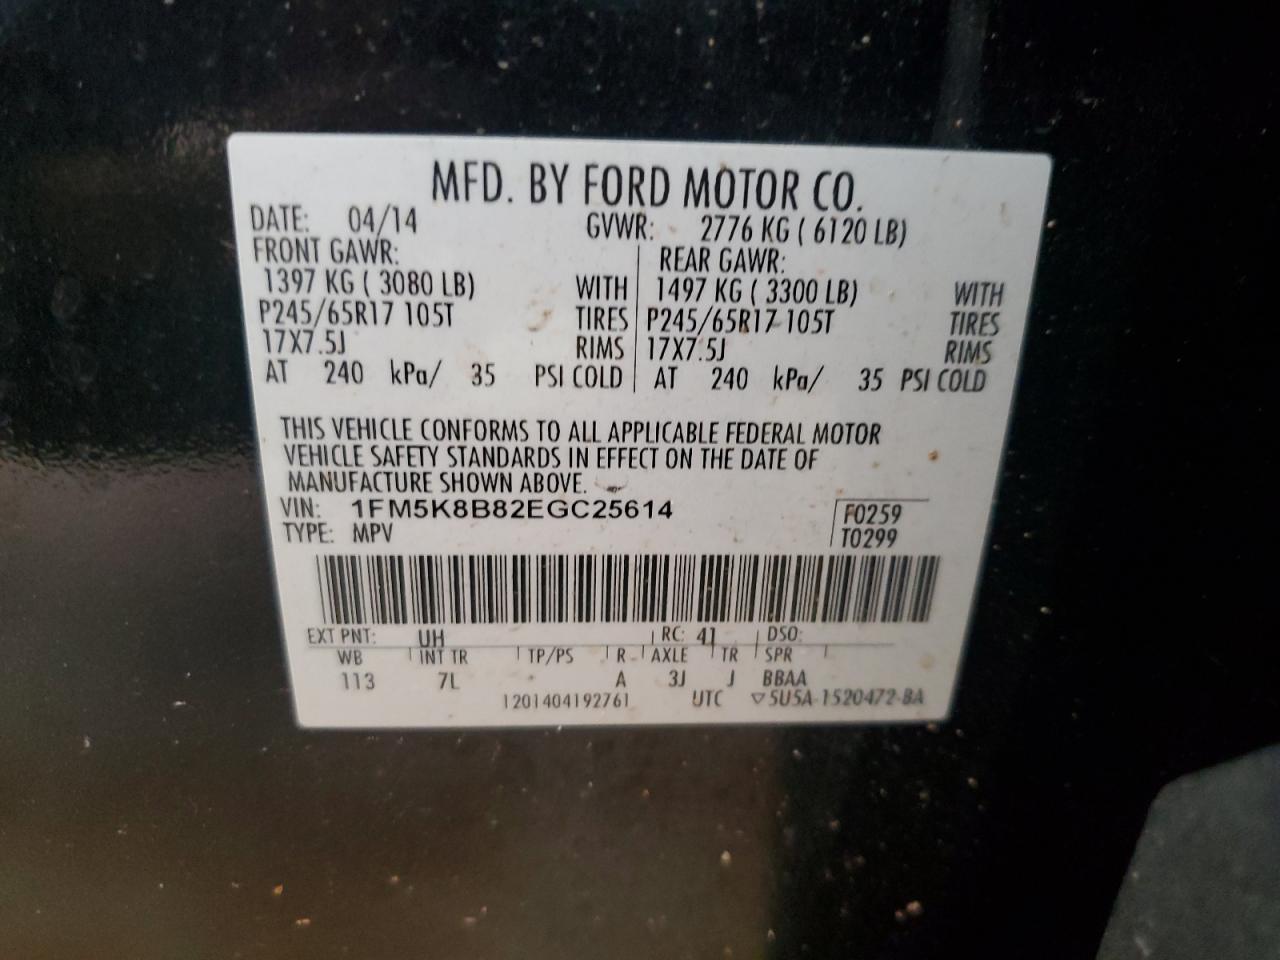 MFD. BY FORD MOTOR CO.
DATE: 04/14 GVWR: 2776 KG ( 6120 LB)
FRONT GAWR: REAR GAWR:
1397 KG ( 3080 LB) WITH 1497 KG ( 3300 LB) WITH
P245/65R17 105T TIRES P245/65R17 105T TIRES
17X7.5J RIMS 17X7.5J RIMS
AT 240 kPa/ 35 PSI COLD AT 240 kPa/ 35 PSI COLD
THIS VEHICLE CONFORMS TO ALL APPLICABLE FEDERAL MOTOR
VEHICLE SAFETY STANDARDS IN EFFECT ON THE DATE OF
MANUFACTURE SHOWN ABOVE.
VIN: 1FM5K8B82EGC25614 F0259
TYPE: MPV T0299
EXT PNT: UH RC: 41 DSO:
WB INT TR TP/PS R AXLE TR SPR
113 7L A 3J J BBAA
1201404192761 UTC ▽5U5A-1520472-BA